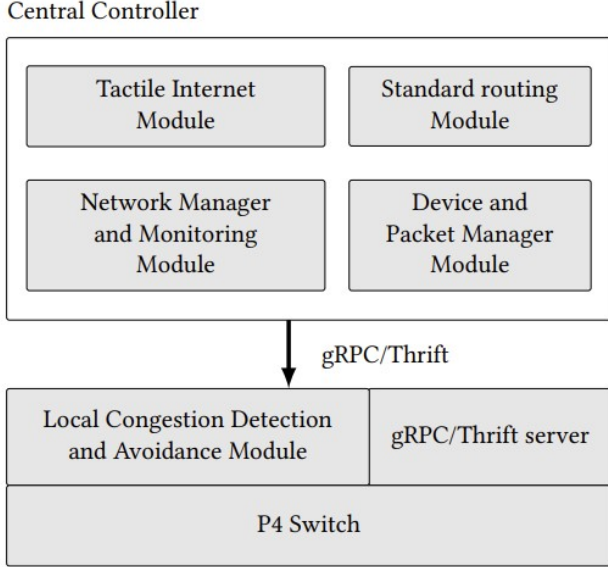 Central Controller
Tactile Internet
Module
Standard routing
Module
Network Manager
and Monitoring
Module
Device and
Packet Manager
Module
gRPC/Thrift
Local Congestion Detection
and Avoidance Module
gRPC/Thrift server
P4 Switch